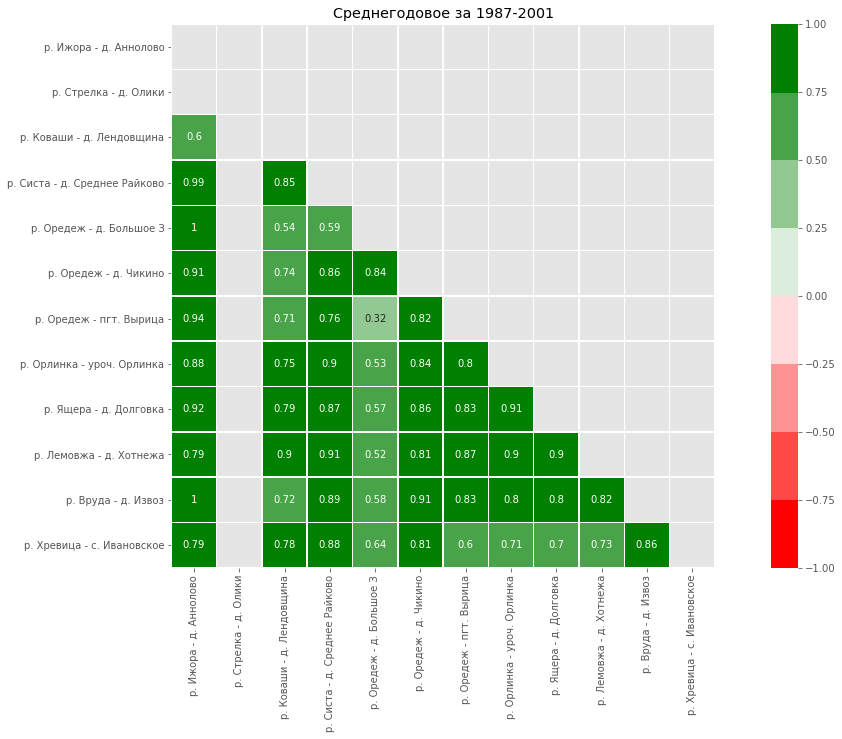 Среднегодовое за 1987-2001
р. Ижора - д. Аннолово
р. Стрелка - д. Олики
р. Коваши - д. Лендовщина 0.6
р. Систа - д. Среднее Райково 0.99 0.85
р. Оредеж - д. Большое З 1 0.54 0.59
р. Оредеж - д. Чикино 0.91 0.74 0.86 0.84
р. Оредеж - пгт. Вырица 0.94 0.71 0.76 0.32 0.82
р. Орлинка - уроч. Орлинка 0.88 0.75 0.9 0.53 0.84 0.8
р. Ящера - д. Долговка 0.92 0.79 0.87 0.57 0.86 0.83 0.91
р. Лемовжа - д. Хотнежа 0.79 0.9 0.91 0.52 0.81 0.87 0.9 0.9
р. Вруда - д. Извоз 1 0.72 0.89 0.58 0.91 0.83 0.8 0.8 0.82
р. Хревица - с. Ивановское 0.79 0.78 0.88 0.64 0.81 0.6 0.71 0.7 0.73 0.86
р. Ижора - д. Аннолово
р. Стрелка - д. Олики
р. Коваши - д. Лендовщина
р. Систа - д. Среднее Райково
р. Оредеж - д. Большое З
р. Оредеж - д. Чикино
р. Оредеж - пгт. Вырица
р. Орлинка - уроч. Орлинка
р. Ящера - д. Долговка
р. Лемовжа - д. Хотнежа
р. Вруда - д. Извоз
р. Хревица - с. Ивановское
1.00
0.75
0.50
0.25
0.00
−0.25
−0.50
−0.75
−1.00